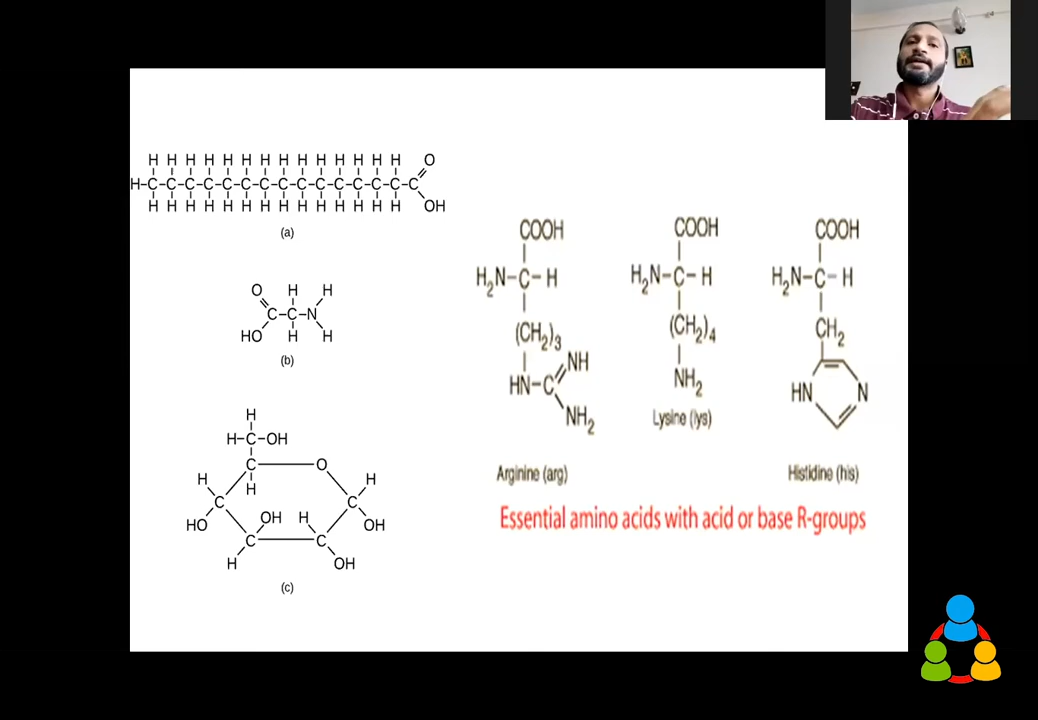 H H H H H H H H H H H H H H O
H-C-C-C-C-C-C-C-C-C-C-C-C-C-C-C
H H H H H H H H H H H H H H OH
(a)
O H H
C-C-N
HO H H
(b)
H
H-C-OH
C O
H H H
C C
HO OH H OH
C C
H OH
(c)
COOH
H2N-C-H
(CH2)3
NH
HN-C
NH2
Arginine (arg)
COOH
H2N-C-H
(CH2)4
NH2
Lysine (lys)
COOH
H2N-C-H
CH2
HN N
Histidine (his)
Essential amino acids with acid or base R-groups